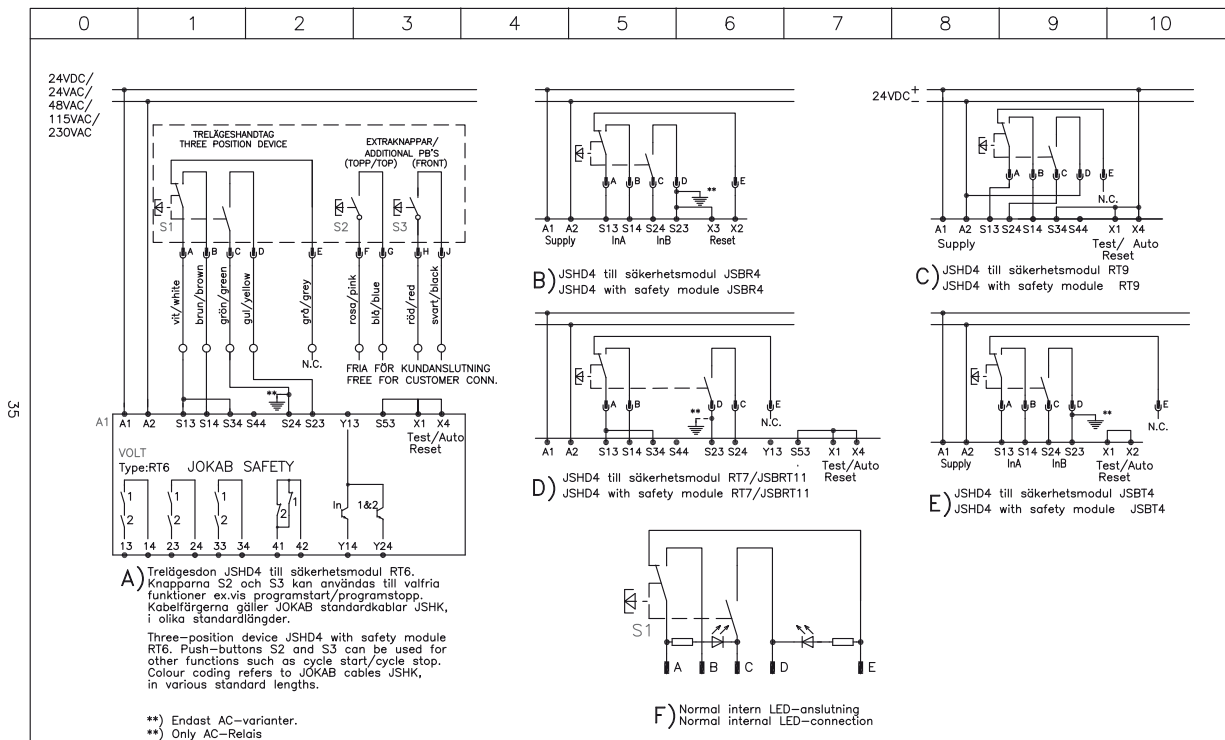 0 1 2 3 4 5 6 7 8 9 10
24VDC/
24VAC/
48VAC/
115VAC/
230VAC
TRELÄGESHANDTAG
THREE POSITION DEVICE
EXTRAKNAPPAR/
ADDITIONAL PB'S
(TOPP/TOP) (FRONT)
S1 S2 S3
A B C D E F G H J
vit/white
brun/brown
grön/green
gul/yellow
grå/grey
rosa/pink
blå/blue
röd/red
svart/black
N.C.
FRIA FÖR KUNDANSLUTNING
FREE FOR CUSTOMER CONN.
**
A1 A1 A2 S13 S14 S34 S44 S24 S23 Y13 S53 X1 X4
Test/Auto
Reset
VOLT
Type:RT6 JOKAB SAFETY
1 1 1 1
2 2 2 2
In 1&2
13 14 23 24 33 34 41 42 Y14 Y24
A) Trelägesdon JSHD4 till säkerhetsmodul RT6.
Knapparna S2 och S3 kan användas till valfria
funktioner ex.vis programstart/programstopp.
Kabelfärgerna gäller JOKAB standardkablar JSHK,
i olika standardlängder.
Three-position device JSHD4 with safety module
RT6. Push-buttons S2 and S3 can be used for
other functions such as cycle start/cycle stop.
Colour coding refers to JOKAB cables JSHK,
in various standard lengths.
**) Endast AC-varianter.
**) Only AC-Relais
A B C D E
**
A1 A2 S13 S14 S24 S23 X3 X2
Supply InA InB Reset
B) JSHD4 till säkerhetsmodul JSBR4
JSHD4 with safety module JSBR4
24VDC + -
A B C D E
N.C.
A1 A2 S13 S24 S14 S34 S44 X1 X4
Supply Test/ Auto
Reset
C) JSHD4 till säkerhetsmodul RT9
JSHD4 with safety module RT9
A B D C E
**
N.C.
A1 A2 S13 S14 S34 S44 S23 S24 Y13 S53 X1 X4
Test/Auto
Reset
D) JSHD4 till säkerhetsmodul RT7/JSBRT11
JSHD4 with safety module RT7/JSBRT11
A B C D E
**
N.C.
A1 A2 S13 S14 S24 S23 X1 X2
Supply InA InB Test/Auto
Reset
E) JSHD4 till säkerhetsmodul JSBT4
JSHD4 with safety module JSBT4
S1
A B C D E
F) Normal intern LED-anslutning
Normal internal LED-connection
35